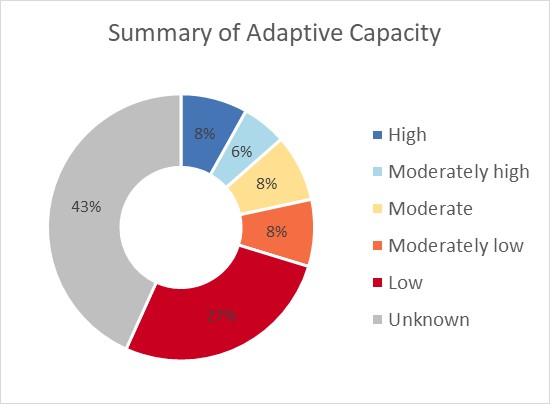 Summary of Adaptive Capacity
8%
6%
8%
8%
27%
43%
High
Moderately high
Moderate
Moderately low
Low
Unknown